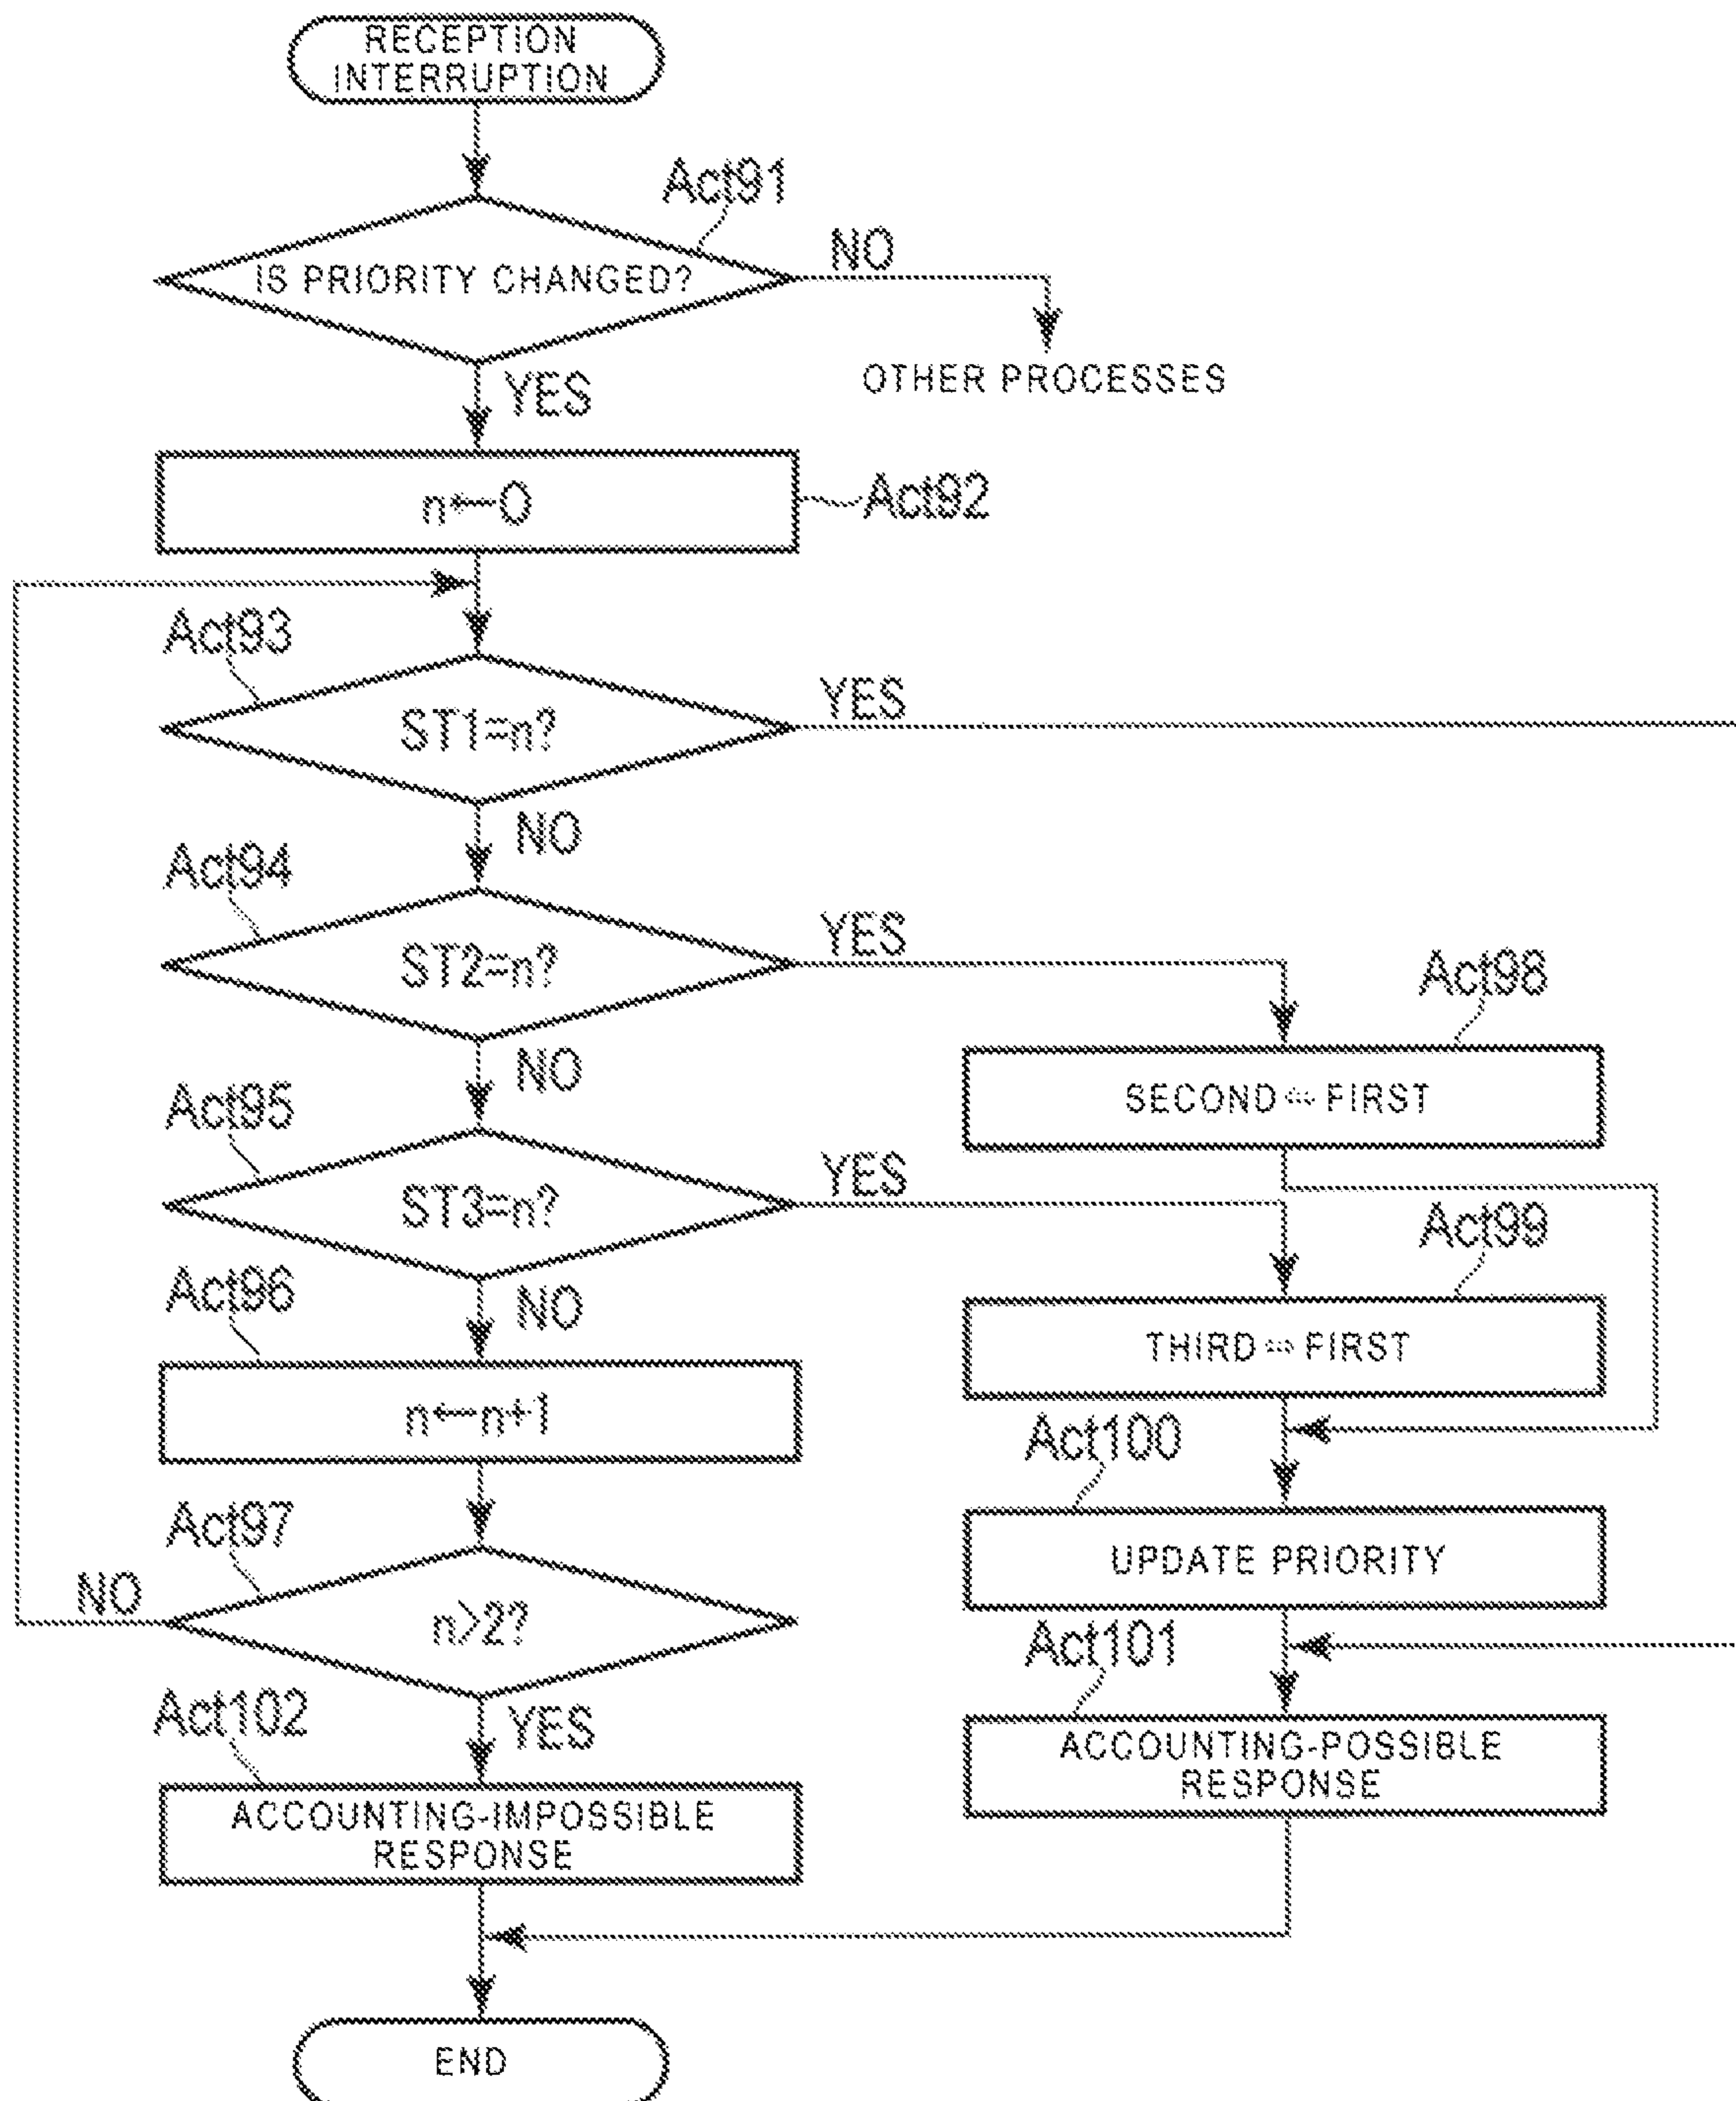 RECEPTION
INTERRUPTION
Act91
IS PRIORITY CHANGED?
NO
OTHER PROCESSES
YES
n←0
Act92
Act93
ST1=n?
YES
NO
Act94
ST2=n?
YES
NO
Act98
SECOND ⇔ FIRST
Act95
ST3=n?
YES
NO
Act99
THIRD ⇔ FIRST
Act96
n←n+1
Act100
UPDATE PRIORITY
Act97
n>2?
NO
YES
Act101
ACCOUNTING-POSSIBLE
RESPONSE
Act102
ACCOUNTING-IMPOSSIBLE
RESPONSE
END